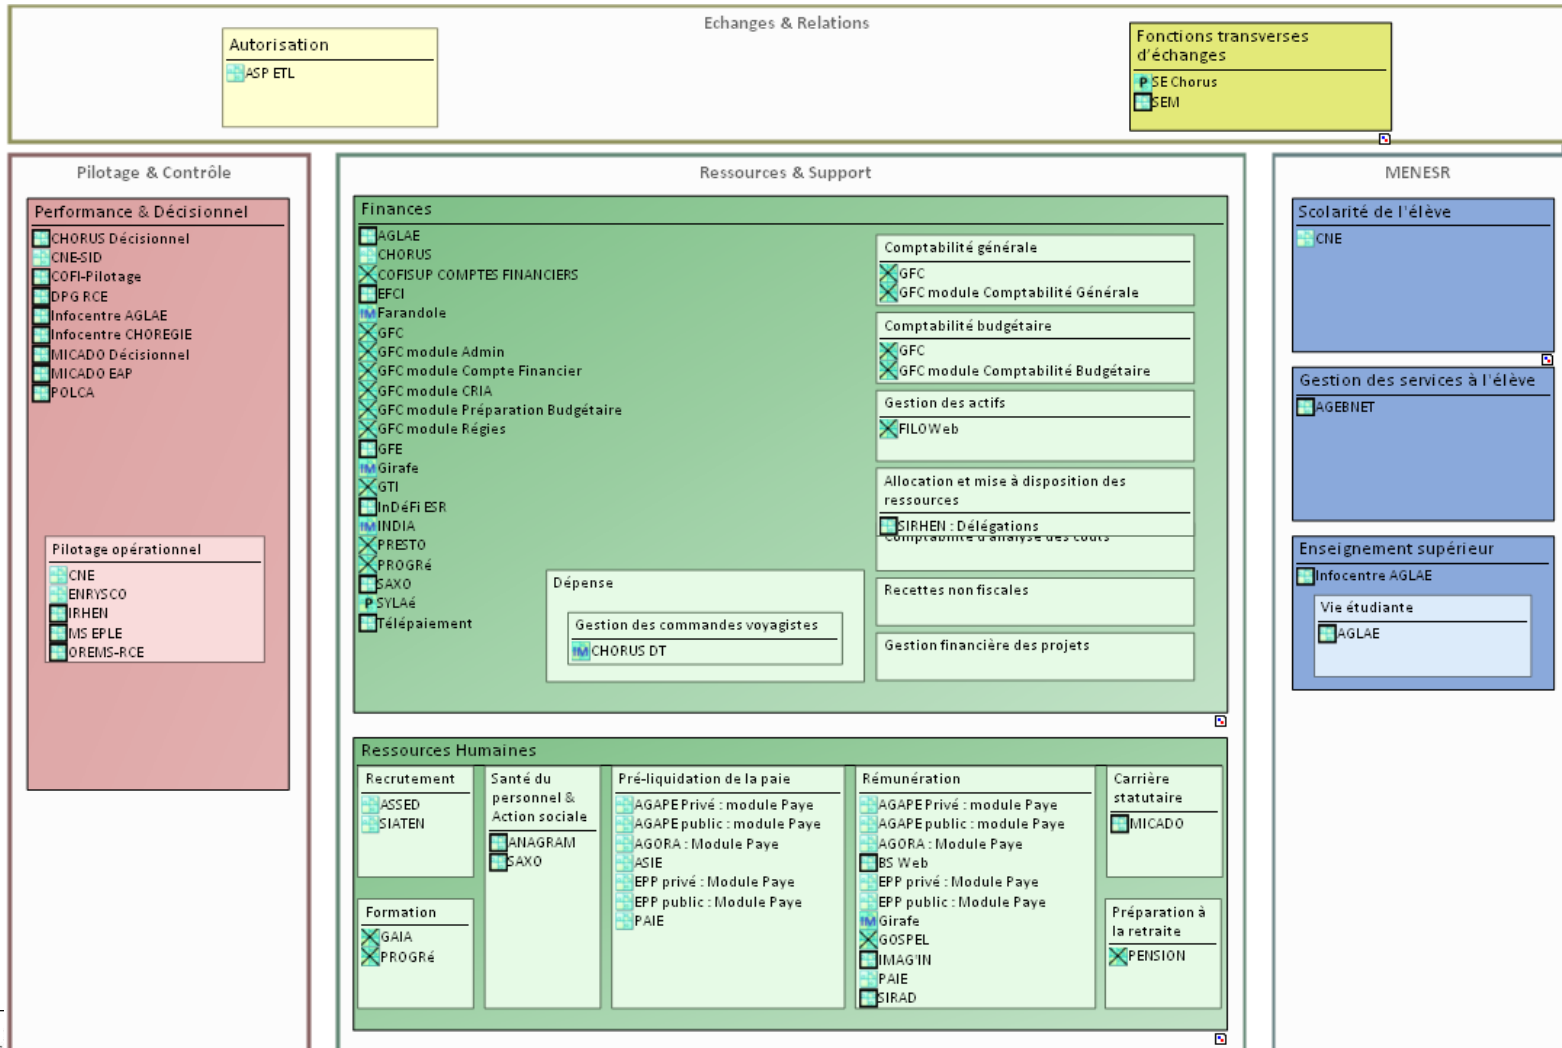 Echanges & Relations
Autorisation
ASP ETL
Fonctions transverses
d'échanges
P SE Chorus
SEM
Pilotage & Contrôle
Performance & Décisionnel
CHORUS Décisionnel
CNE-SID
COFI-Pilotage
DPG RCE
Infocentre AGLAE
Infocentre CHOREGIE
MICADO Décisionnel
MICADO EAP
POLCA
Pilotage opérationnel
CNE
ENRYSCO
IRHEN
MS EPLE
OREMS-RCE
Ressources & Support
Finances
AGLAE
CHORUS
COFISUP COMPTES FINANCIERS
EFCI
IM Farandole
GFC
GFC module Admin
GFC module Compte Financier
GFC module CRIA
GFC module Préparation Budgétaire
GFC module Régies
GFE
IM Girafe
GTI
InDéFi ESR
IM INDIA
PRESTO
PROGRé
SAXO
P SYLAé
Télépaiement
Dépense
Gestion des commandes voyagistes
IM CHORUS DT
Comptabilité générale
GFC
GFC module Comptabilité Générale
Comptabilité budgétaire
GFC
GFC module Comptabilité Budgétaire
Gestion des actifs
FILOWeb
Allocation et mise à disposition des
ressources
SIRHEN : Délégations
Comptabilité d'analyse des coûts
Recettes non fiscales
Gestion financière des projets
Ressources Humaines
Recrutement
ASSED
SIATEN
Formation
GAIA
PROGRé
Santé du
personnel &
Action sociale
ANAGRAM
SAXO
Pré-liquidation de la paie
AGAPE Privé : module Paye
AGAPE public : module Paye
AGORA : Module Paye
ASIE
EPP privé : Module Paye
EPP public : Module Paye
PAIE
Rémunération
AGAPE Privé : module Paye
AGAPE public : module Paye
AGORA : Module Paye
BS Web
EPP privé : Module Paye
EPP public : Module Paye
IM Girafe
GOSPEL
IMAG'IN
PAIE
SIRAD
Carrière
statutaire
MICADO
Préparation à
la retraite
PENSION
MENESR
Scolarité de l'élève
CNE
Gestion des services à l'élève
AGEBNET
Enseignement supérieur
Infocentre AGLAE
Vie étudiante
AGLAE